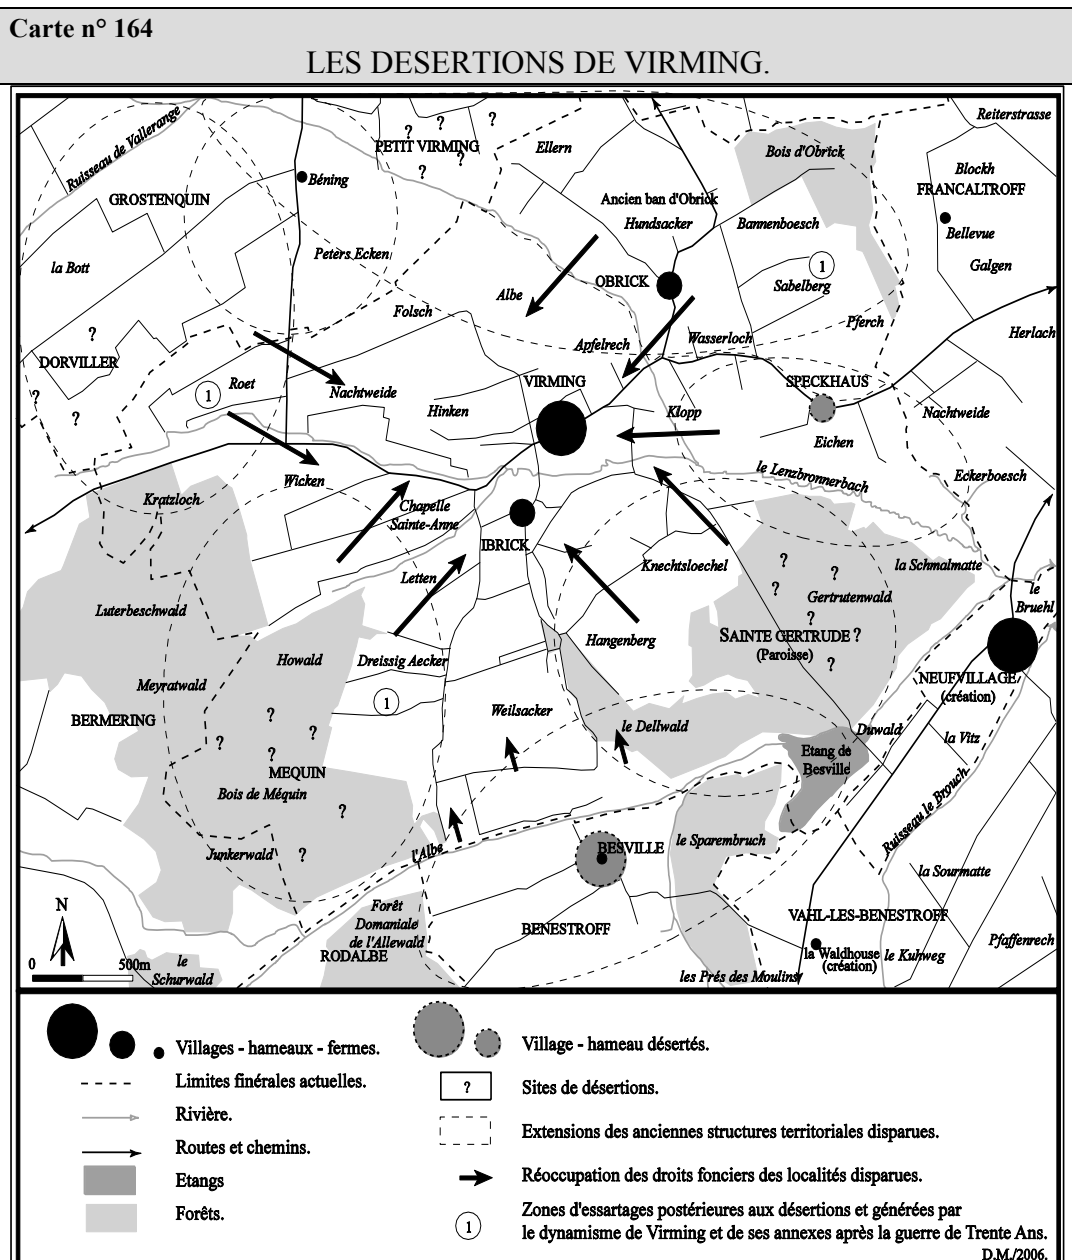 Carte n° 164
LES DESERTIONS DE VIRMING.
Reiterstrasse
Ruisseau de Vallerange
?
?
?
PETIT VIRMING
?
?
Ellern
Bois d'Obrick
Blockh
FRANCALTROFF
Béning
GROSTENQUIN
Ancien ban d'Obrick
Hundsacker
Bannenboesch
Bellevue
Galgen
Peters Ecken
la Bott
1
Sabelberg
OBRICK
Albe
Folsch
Pferch
Herlach
?
Apfelrech
Wasserloch
DORVILLER
VIRMING
SPECKHAUS
Roet
Nachtweide
1
?
?
Hinken
Klopp
Nachtweide
Eichen
le Lenzbronnerbach
Eckerboesch
Wicken
Kratzloch
Chapelle
Sainte-Anne
IBRICK
Knechtsloechel
la Schmalmatte
?
?
?
Letten
Gertrutenwald
le
Bruehl
Luterbeschwald
?
SAINTE GERTRUDE ?
(Paroisse)
?
Hangenberg
Howald
Dreissig Aecker
NEUFVILLAGE
(création)
Meyratwald
1
BERMERING
?
Weilsacker
le Dellwald
Duwald
la Vitz
?
?
?
Etang de
Besville
MEQUIN
Bois de Méquin
?
Ruisseau le Brouch
Junkerwald
?
l'Albe
BESVILLE
le Sparembruch
la Sourmatte
N
Forêt
Domaniale
de l'Allewald
RODALBE
BENESTROFF
VAHL-LES-BENESTROFF
Pfaffenrech
la Waldhouse
(création)
le Kuhweg
0
500m
le
Schurwald
les Prés des Moulins
Villages - hameaux - fermes.
Limites finérales actuelles.
Rivière.
Routes et chemins.
Etangs
Forêts.
Village - hameau désertés.
? Sites de désertions.
Extensions des anciennes structures territoriales disparues.
Réoccupation des droits fonciers des localités disparues.
1 Zones d'essartages postérieures aux désertions et générées par
le dynamisme de Virming et de ses annexes après la guerre de Trente Ans.
D.M./2006.